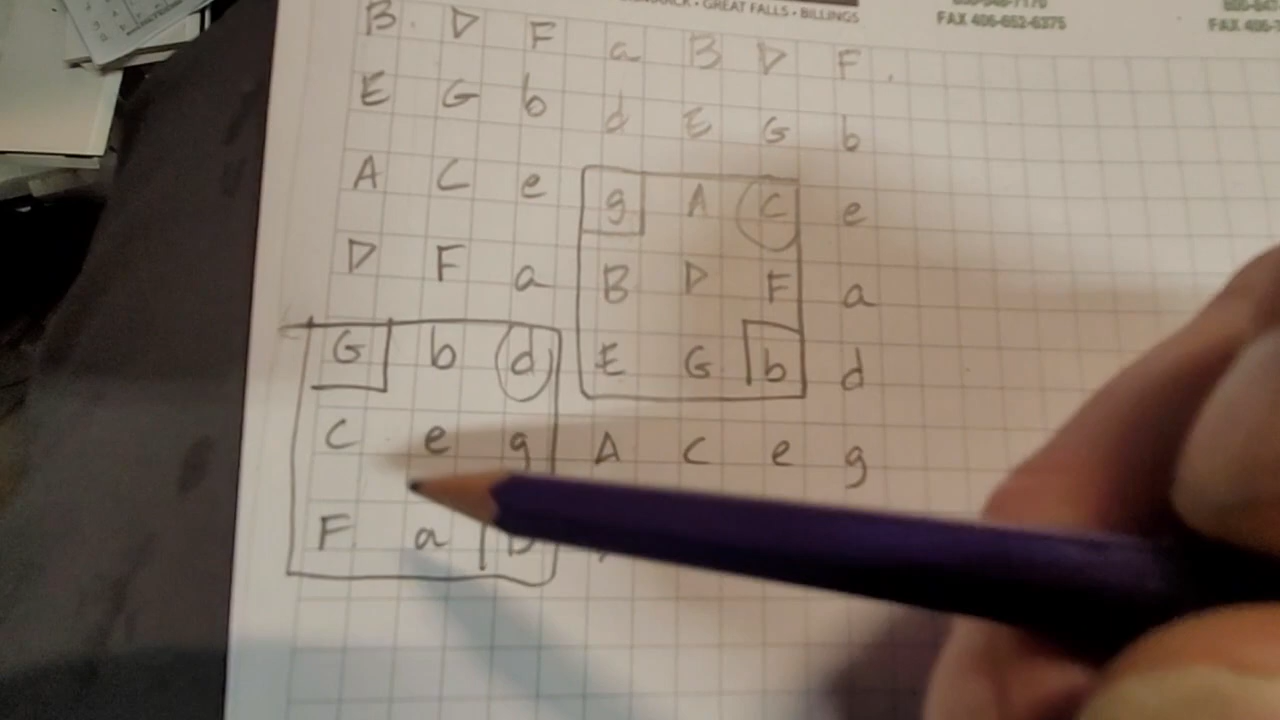 GREAT FALLS • BILLINGS
FAX 406-652-6375
B. D F a B D F.
E G b d E G b
A C e g A C e
D F a B D F a
G b d E G b d
C e g A C e g
F a